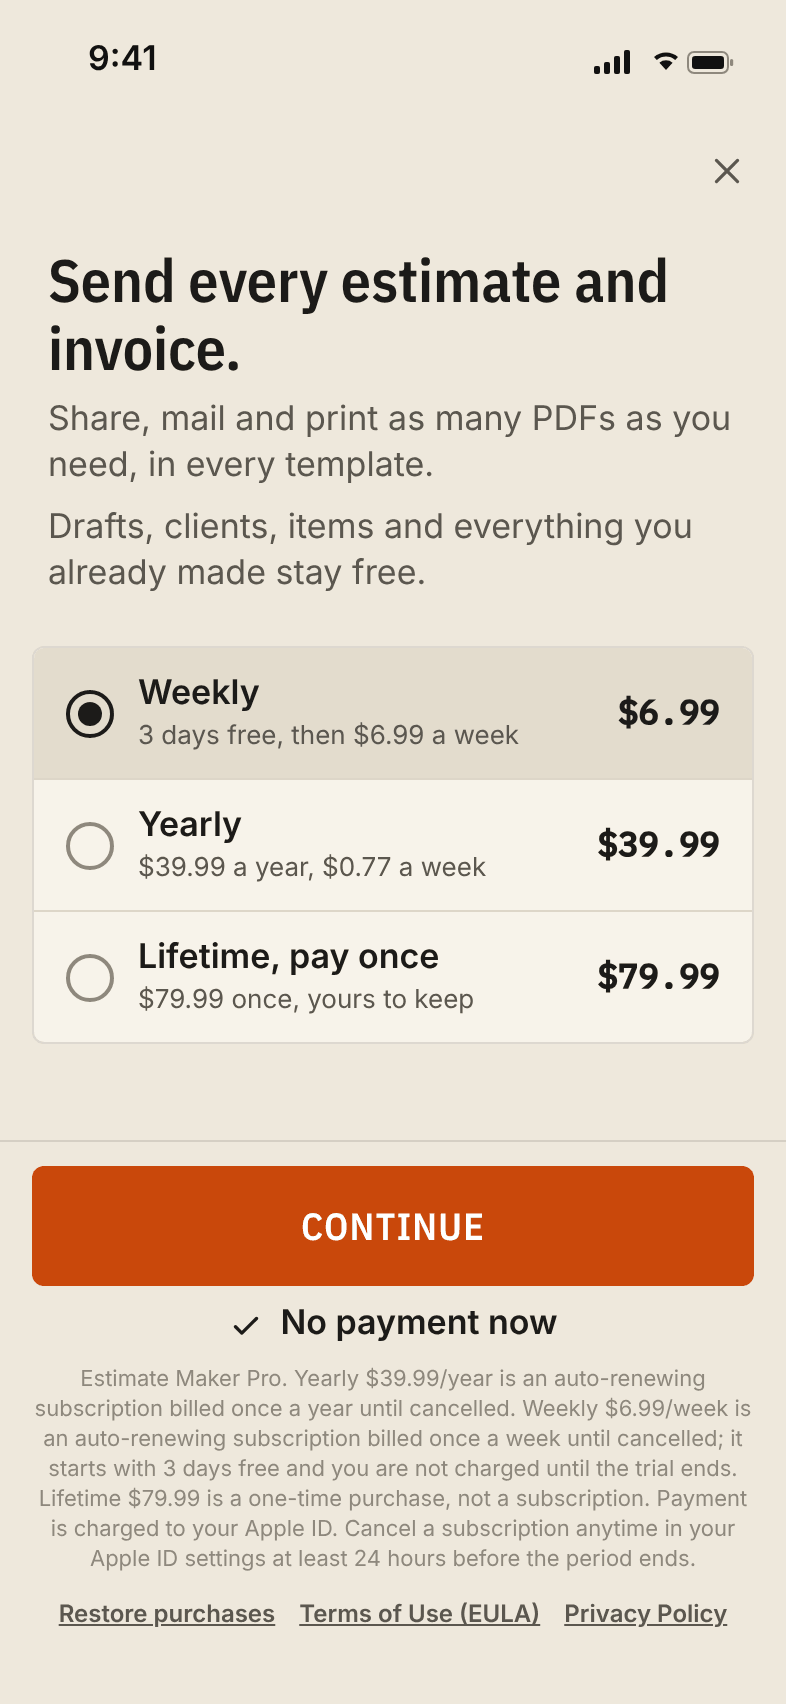 9:41
Send every estimate and
invoice.
Share, mail and print as many PDFs as you
need, in every template.
Drafts, clients, items and everything you
already made stay free.
Weekly
3 days free, then $6.99 a week
$6.99
Yearly
$39.99 a year, $0.77 a week
$39.99
Lifetime, pay once
$79.99 once, yours to keep
$79.99
CONTINUE
No payment now
Estimate Maker Pro. Yearly $39.99/year is an auto-renewing
subscription billed once a year until cancelled. Weekly $6.99/week is
an auto-renewing subscription billed once a week until cancelled; it
starts with 3 days free and you are not charged until the trial ends.
Lifetime $79.99 is a one-time purchase, not a subscription. Payment
is charged to your Apple ID. Cancel a subscription anytime in your
Apple ID settings at least 24 hours before the period ends.
Restore purchases Terms of Use (EULA) Privacy Policy